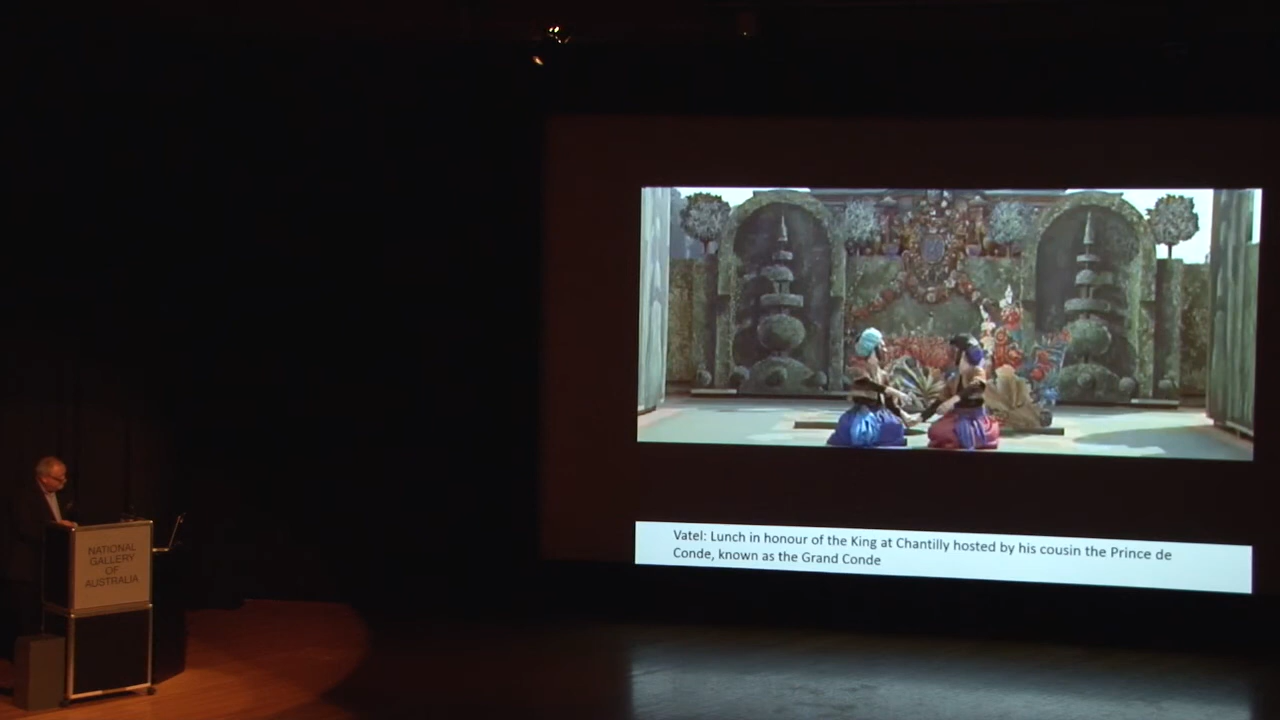 NATIONAL
GALLERY
OF
AUSTRALIA
Vatel: Lunch in honour of the King at Chantilly hosted by his cousin the Prince de
Conde, known as the Grand Conde